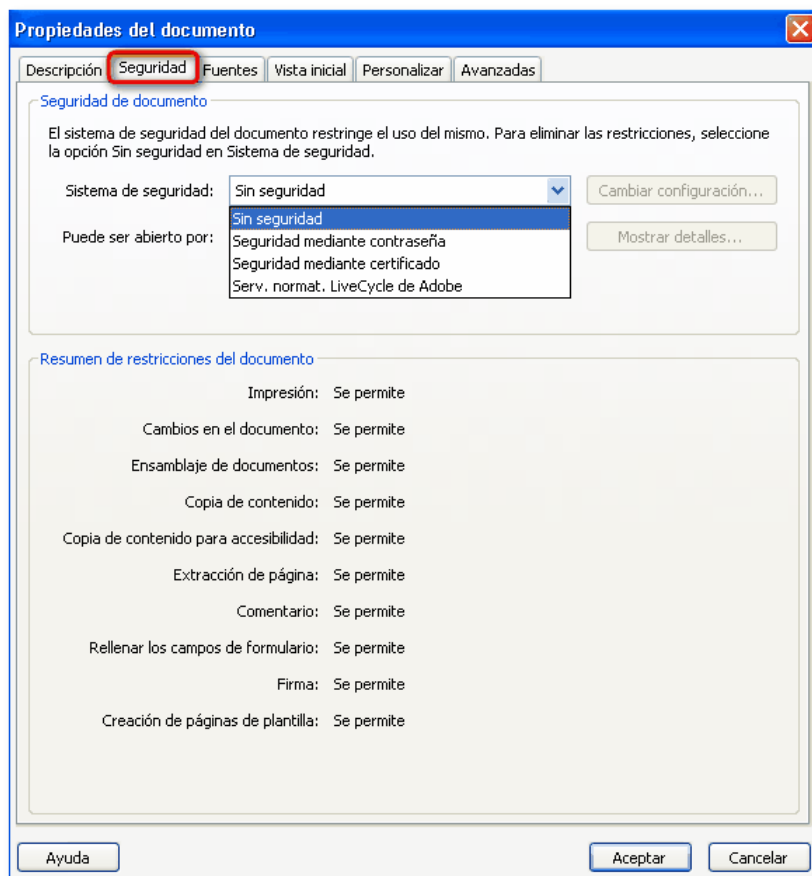 Propiedades del documento
Descripción Seguridad Fuentes Vista inicial Personalizar Avanzadas
Seguridad de documento
El sistema de seguridad del documento restringe el uso del mismo. Para eliminar las restricciones, seleccione
la opción Sin seguridad en Sistema de seguridad.
Sistema de seguridad: Sin seguridad Cambiar configuración...
Sin seguridad
Puede ser abierto por: Seguridad mediante contraseña Mostrar detalles...
Seguridad mediante certificado
Serv. normat. LiveCycle de Adobe
Resumen de restricciones del documento
Impresión: Se permite
Cambios en el documento: Se permite
Ensamblaje de documentos: Se permite
Copia de contenido: Se permite
Copia de contenido para accesibilidad: Se permite
Extracción de página: Se permite
Comentario: Se permite
Rellenar los campos de formulario: Se permite
Firma: Se permite
Creación de páginas de plantilla: Se permite
Ayuda Aceptar Cancelar